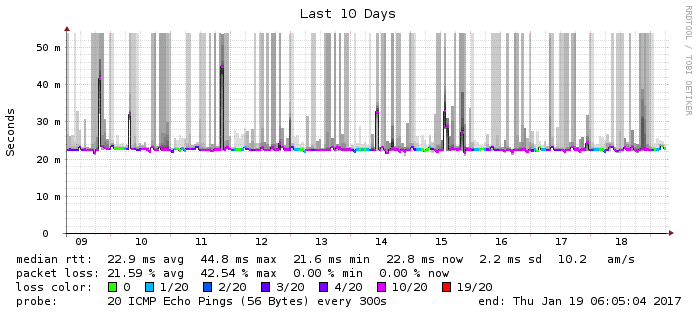 Last 10 Days
RRDTOOL / TOBI OETIKER
Seconds
50 m
40 m
30 m
20 m
10 m
0
09 10 11 12 13 14 15 16 17 18
median rtt: 22.9 ms avg 44.8 ms max 21.6 ms min 22.8 ms now 2.2 ms sd 10.2 am/s
packet loss: 21.59 % avg 42.54 % max 0.00 % min 0.00 % now
loss color: 0 1/20 2/20 3/20 4/20 10/20 19/20
probe: 20 ICMP Echo Pings (56 Bytes) every 300s end: Thu Jan 19 06:05:04 2017